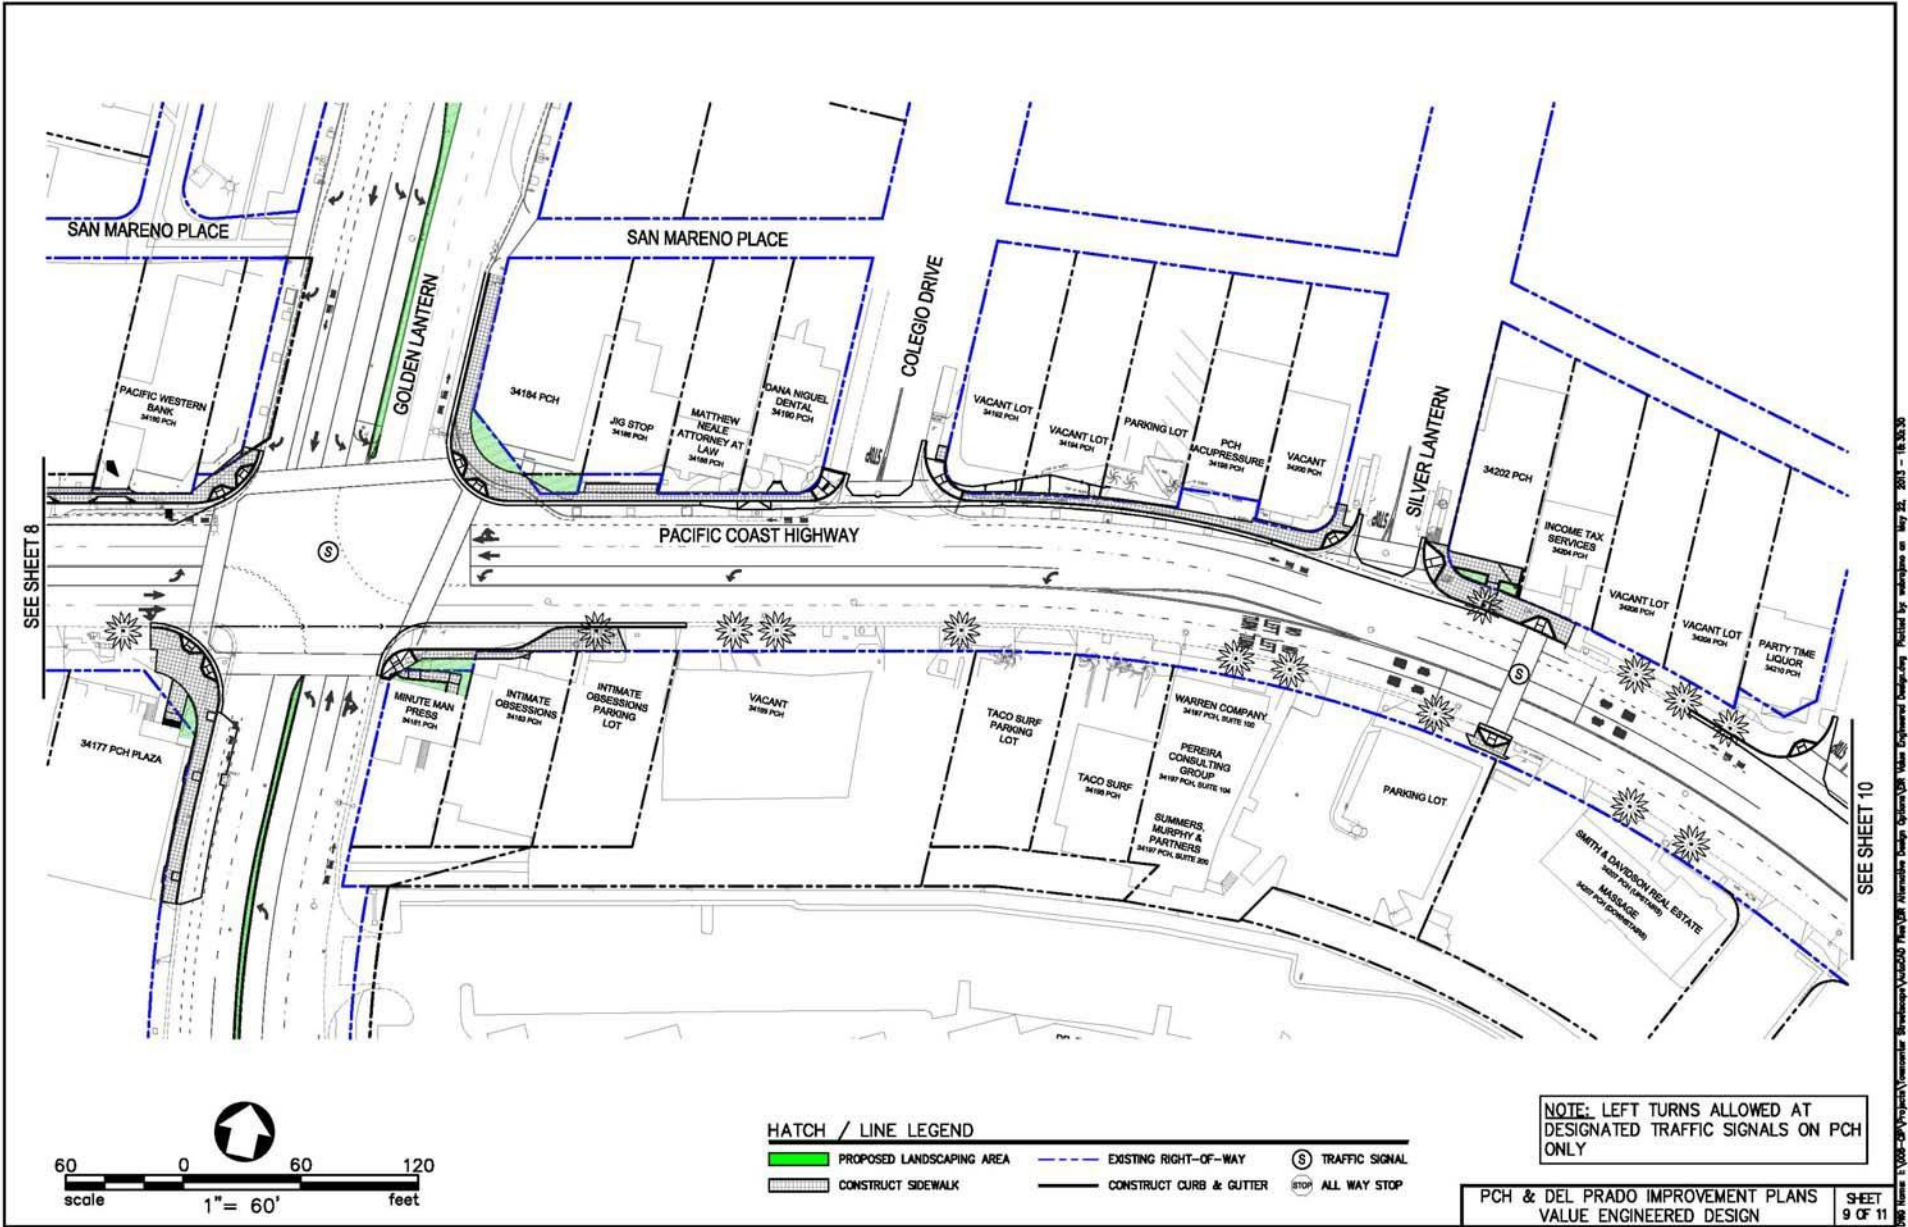 SAN MARENO PLACE
SAN MARENO PLACE
GOLDEN LANTERN
COLEGIO DRIVE
SILVER LANTERN
PACIFIC COAST HIGHWAY
SEE SHEET 8
SEE SHEET 10
PACIFIC WESTERN
BANK
34180 PCH
34184 PCH
JIG STOP
34186 PCH
MATTHEW
NEALE
ATTORNEY AT
LAW
34188 PCH
DANA NIGUEL
DENTAL
34190 PCH
STOP
VACANT LOT
34192 PCH
VACANT LOT
34194 PCH
PARKING LOT
PCH
ACUPRESSURE
34198 PCH
VACANT
34200 PCH
STOP
34202 PCH
INCOME TAX
SERVICES
34204 PCH
VACANT LOT
34206 PCH
VACANT LOT
34208 PCH
PARTY TIME
LIQUOR
34210 PCH
S
S
34177 PCH PLAZA
MINUTE MAN
PRESS
34181 PCH
INTIMATE
OBSESSIONS
34183 PCH
INTIMATE
OBSESSIONS
PARKING
LOT
VACANT
34189 PCH
TACO SURF
PARKING
LOT
TACO SURF
34195 PCH
WARREN COMPANY
34197 PCH, SUITE 100
PEREIRA
CONSULTING
GROUP
34197 PCH, SUITE 104
SUMMERS,
MURPHY &
PARTNERS
34197 PCH, SUITE 200
PARKING LOT
SMITH & DAVIDSON REAL ESTATE
34207 PCH (UPSTAIRS)
MASSAGE
34207 PCH (DOWNSTAIRS)
60 0 60 120
scale feet
1"= 60'
HATCH / LINE LEGEND
PROPOSED LANDSCAPING AREA
EXISTING RIGHT-OF-WAY
S TRAFFIC SIGNAL
CONSTRUCT SIDEWALK
CONSTRUCT CURB & GUTTER
STOP ALL WAY STOP
NOTE: LEFT TURNS ALLOWED AT
DESIGNATED TRAFFIC SIGNALS ON PCH
ONLY
PCH & DEL PRADO IMPROVEMENT PLANS
VALUE ENGINEERED DESIGN
SHEET
9 OF 11